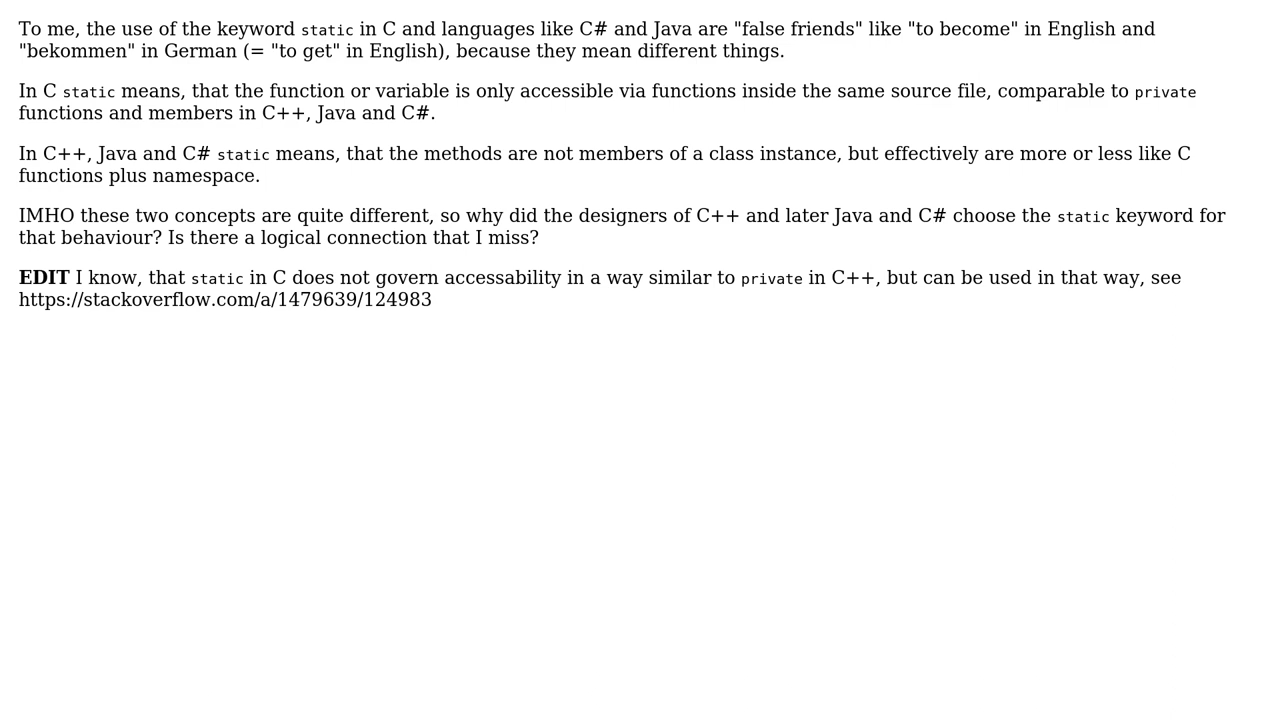 To me, the use of the keyword static in C and languages like C# and Java are "false friends" like "to become" in English and
"bekommen" in German (= "to get" in English), because they mean different things.
In C static means, that the function or variable is only accessible via functions inside the same source file, comparable to private
functions and members in C++, Java and C#.
In C++, Java and C# static means, that the methods are not members of a class instance, but effectively are more or less like C
functions plus namespace.
IMHO these two concepts are quite different, so why did the designers of C++ and later Java and C# choose the static keyword for
that behaviour? Is there a logical connection that I miss?
EDIT I know, that static in C does not govern accessability in a way similar to private in C++, but can be used in that way, see
https://stackoverflow.com/a/1479639/124983